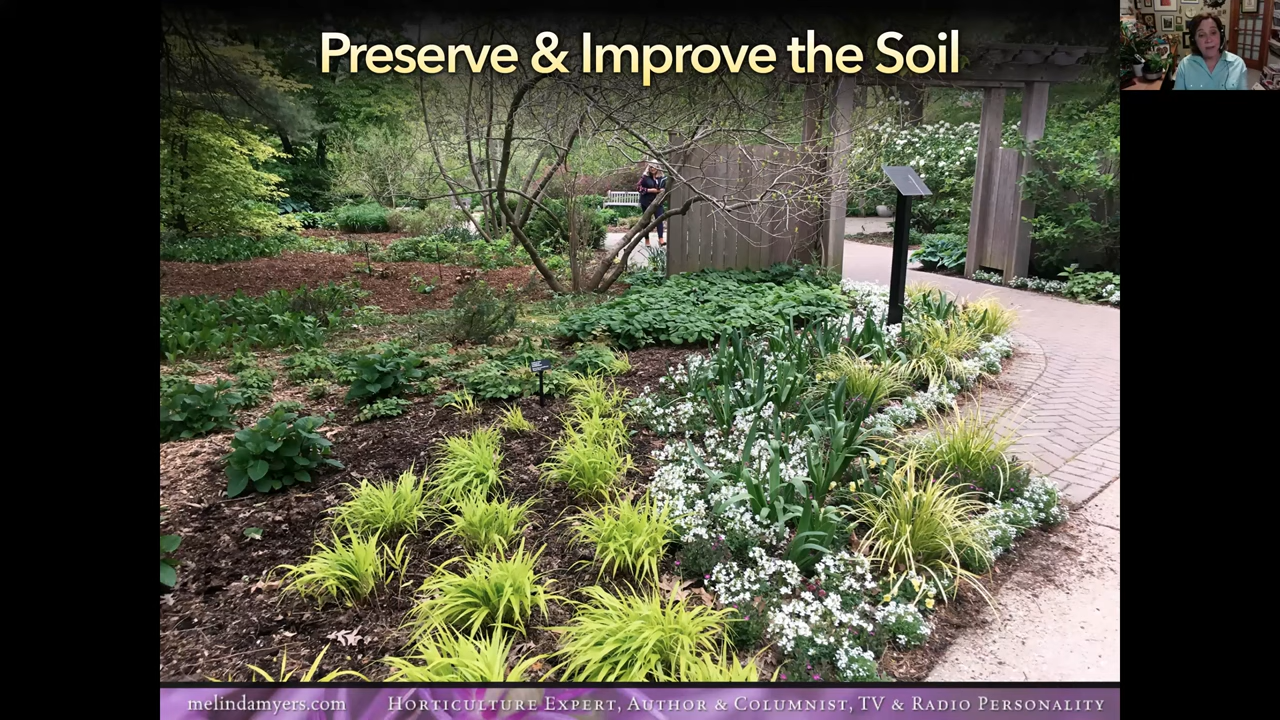 Preserve & Improve the Soil
melindamyers.com
Horticulture Expert, Author & Columnist, TV & Radio Personality